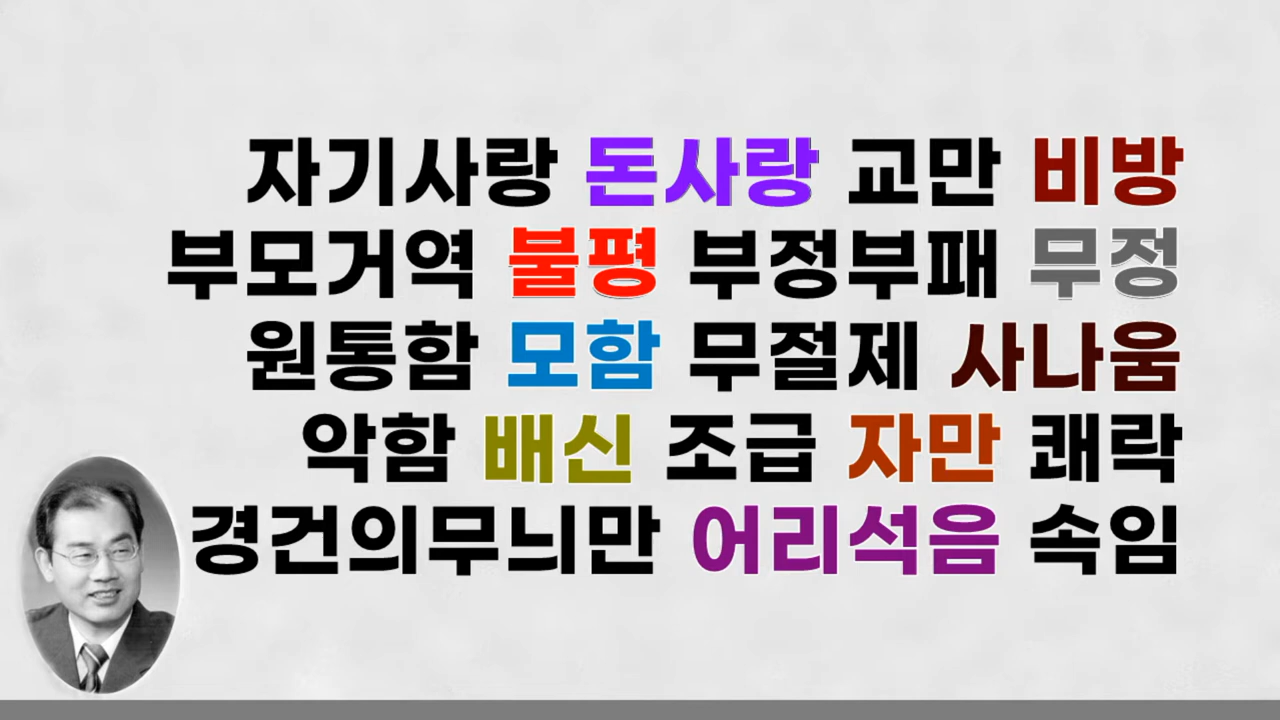 자기사랑 돈사랑 교만 비방
부모거역 불평 부정부패 무정
원통함 모함 무절제 사나움
악함 배신 조급 자만 쾌락
경건의무늬만 어리석음 속임